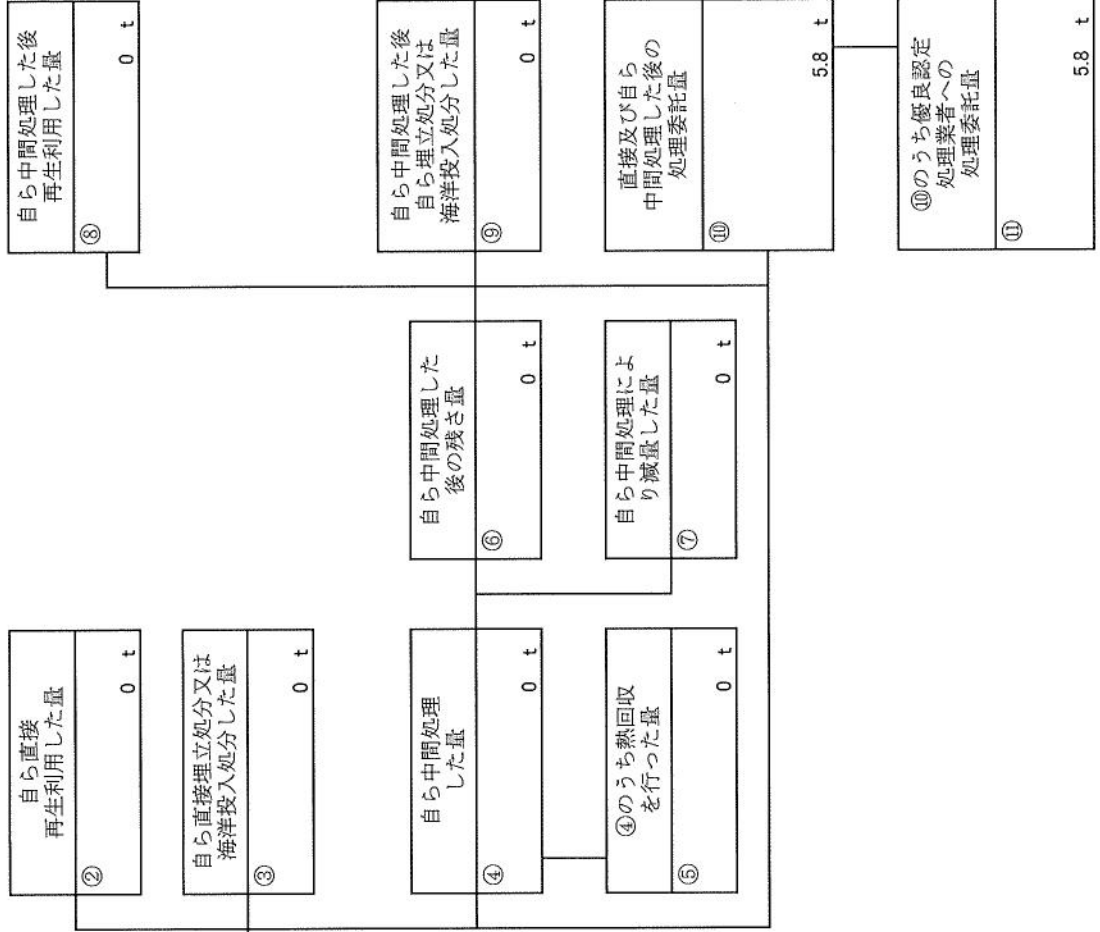 自ら直接
再生利用した量
②
0 t
自ら直接埋立処分又は
海洋投入処分した量
③
0 t
自ら中間処理
した量
④
0 t
④のうち熱回収
を行った量
⑤
0 t
自ら中間処理した
後の残さ量
⑥
0 t
自ら中間処理によ
り減量した量
⑦
0 t
自ら中間処理した後
再生利用した量
⑧
0 t
自ら中間処理した後
自ら埋立処分又は
海洋投入処分した量
⑨
0 t
直接及び自ら
中間処理した後の
処理委託量
⑩
5.8 t
⑩のうち優良認定
処理業者への
処理委託量
⑪
5.8 t